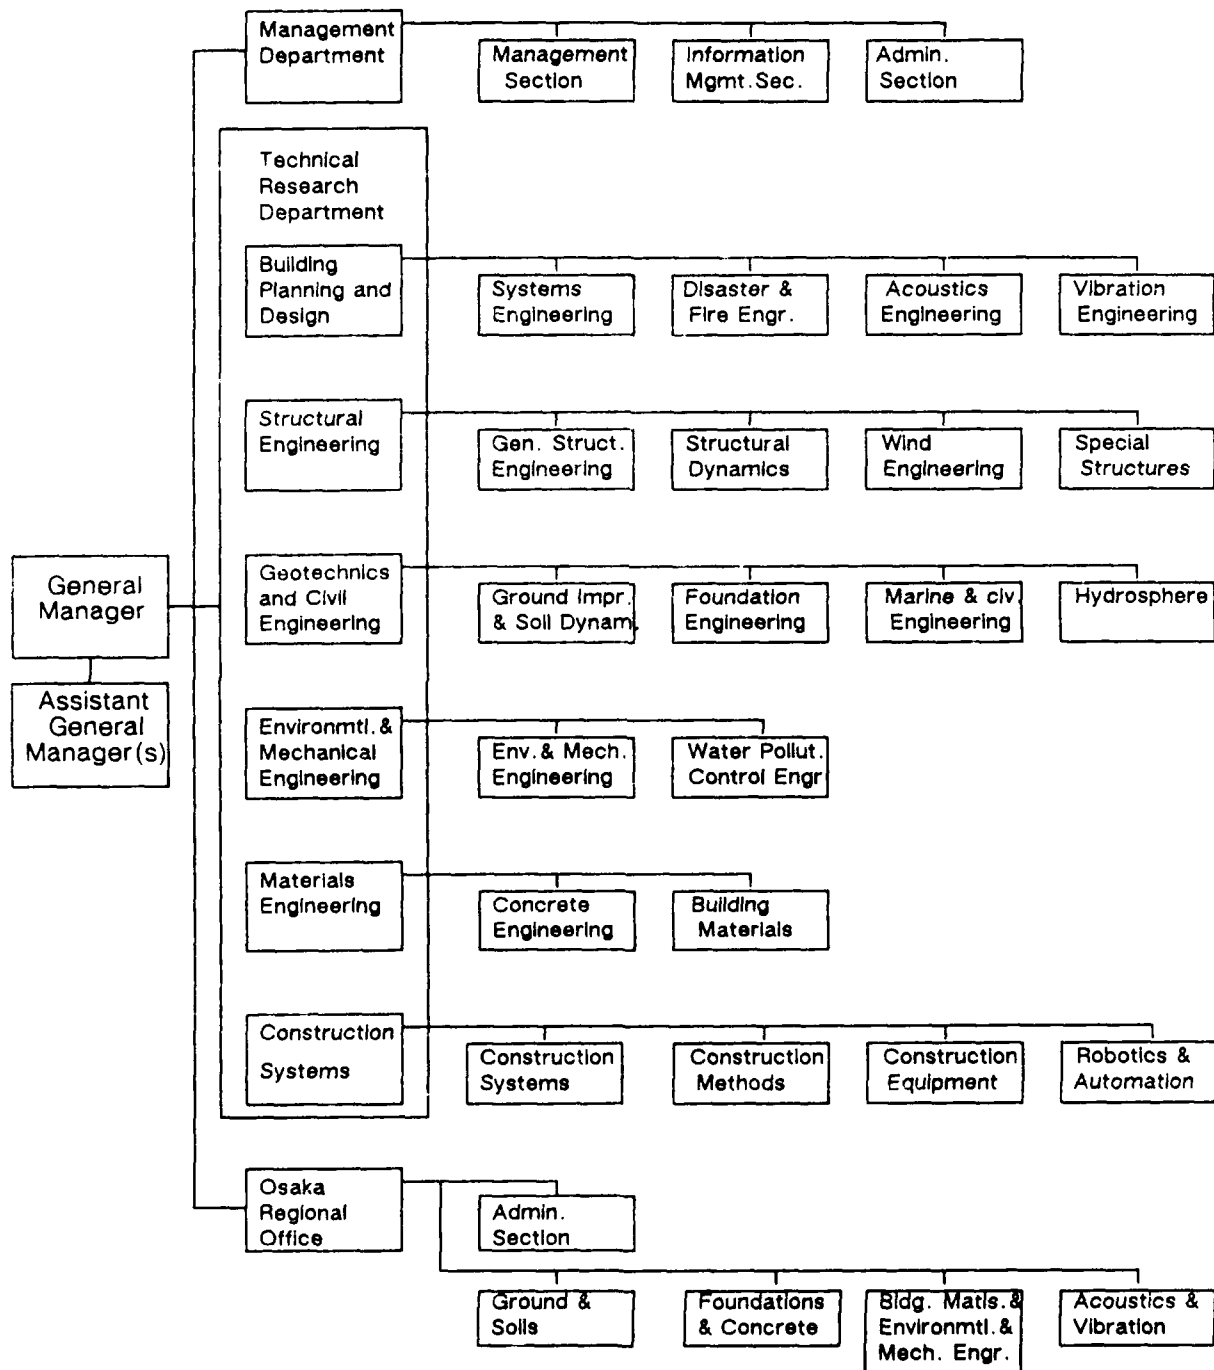 Management
Department
Management
Section
Information
Mgmt.Sec.
Admin.
Section
Technical
Research
Department
Building
Planning and
Design
Systems
Engineering
Disaster &
Fire Engr.
Acoustics
Engineering
Vibration
Engineering
Structural
Engineering
Gen. Struct.
Engineering
Structural
Dynamics
Wind
Engineering
Special
Structures
General
Manager
Assistant
General
Manager(s)
Geotechnics
and Civil
Engineering
Ground Impr.
& Soil Dynam.
Foundation
Engineering
Marine & civ.
Engineering
Hydrosphere
Environmtl.&
Mechanical
Engineering
Env.& Mech.
Engineering
Water Pollut.
Control Engr
Materials
Engineering
Concrete
Engineering
Building
Materials
Construction
Systems
Construction
Systems
Construction
Methods
Construction
Equipment
Robotics &
Automation
Osaka
Regional
Office
Admin.
Section
Ground &
Soils
Foundations
& Concrete
Bldg. Matls.&
Environmtl.&
Mech. Engr.
Acoustics &
Vibration